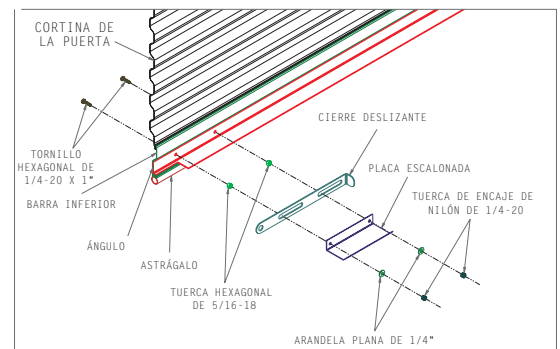 CORTINA DE
LA PUERTA
CIERRE DESLIZANTE
PLACA ESCALONADA
TORNILLO
HEXAGONAL DE
1/4-20 X 1"
TUERCA DE ENCAJE DE
NILÓN DE 1/4-20
BARRA INFERIOR
ÁNGULO
ASTRÁGALO
TUERCA HEXAGONAL
DE 5/16-18
ARANDELA PLANA DE 1/4"